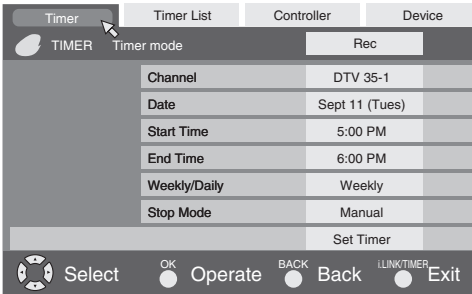 Timer Timer List Controller Device
TIMER Timer mode Rec
Channel DTV 35-1
Date Sept 11 (Tues)
Start Time 5:00 PM
End Time 6:00 PM
Weekly/Daily Weekly
Stop Mode Manual
Set Timer
Select OK Operate BACK Back i.LINK/TIMER Exit